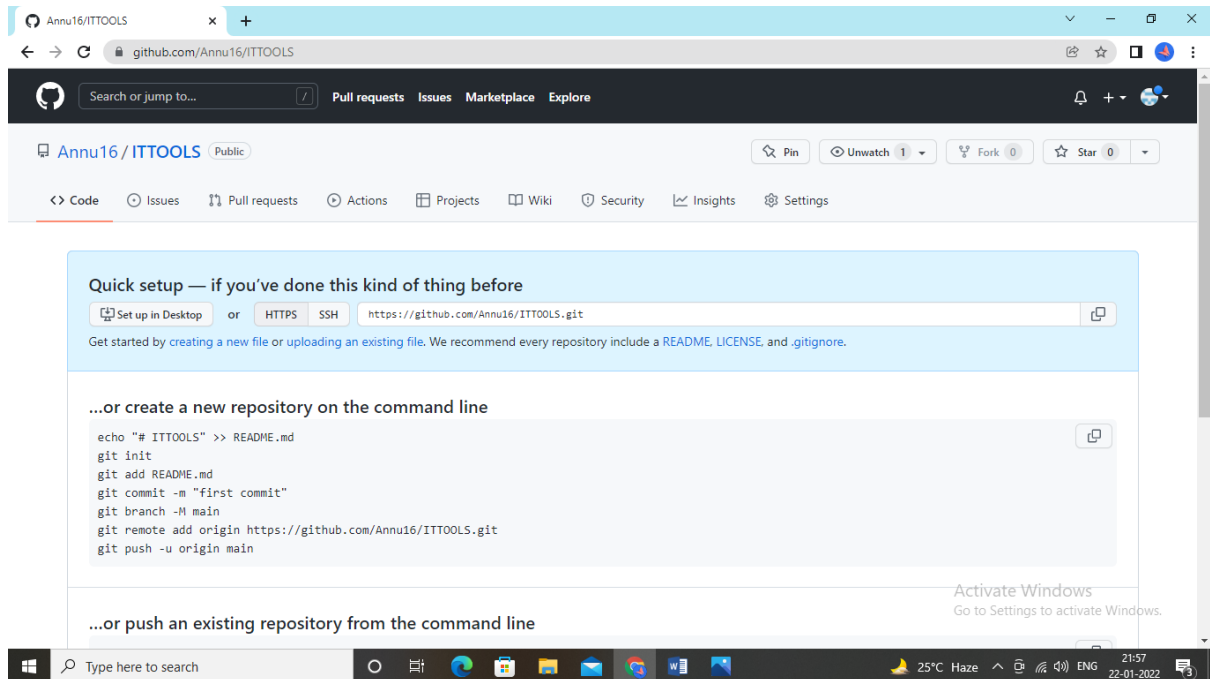 Annu16/ITTOOLS
github.com/Annu16/ITTOOLS
Search or jump to... / Pull requests Issues Marketplace Explore
Annu16 / ITTOOLS Public Pin Unwatch 1 Fork 0 Star 0
<> Code Issues Pull requests Actions Projects Wiki Security Insights Settings
Quick setup — if you've done this kind of thing before
Set up in Desktop or HTTPS SSH https://github.com/Annu16/ITTOOLS.git
Get started by creating a new file or uploading an existing file. We recommend every repository include a README, LICENSE, and .gitignore.
...or create a new repository on the command line
echo "# ITTOOLS" >> README.md
git init
git add README.md
git commit -m "first commit"
git branch -M main
git remote add origin https://github.com/Annu16/ITTOOLS.git
git push -u origin main
Activate Windows
Go to Settings to activate Windows.
...or push an existing repository from the command line
Type here to search 25°C Haze ENG 21:57
22-01-2022 3